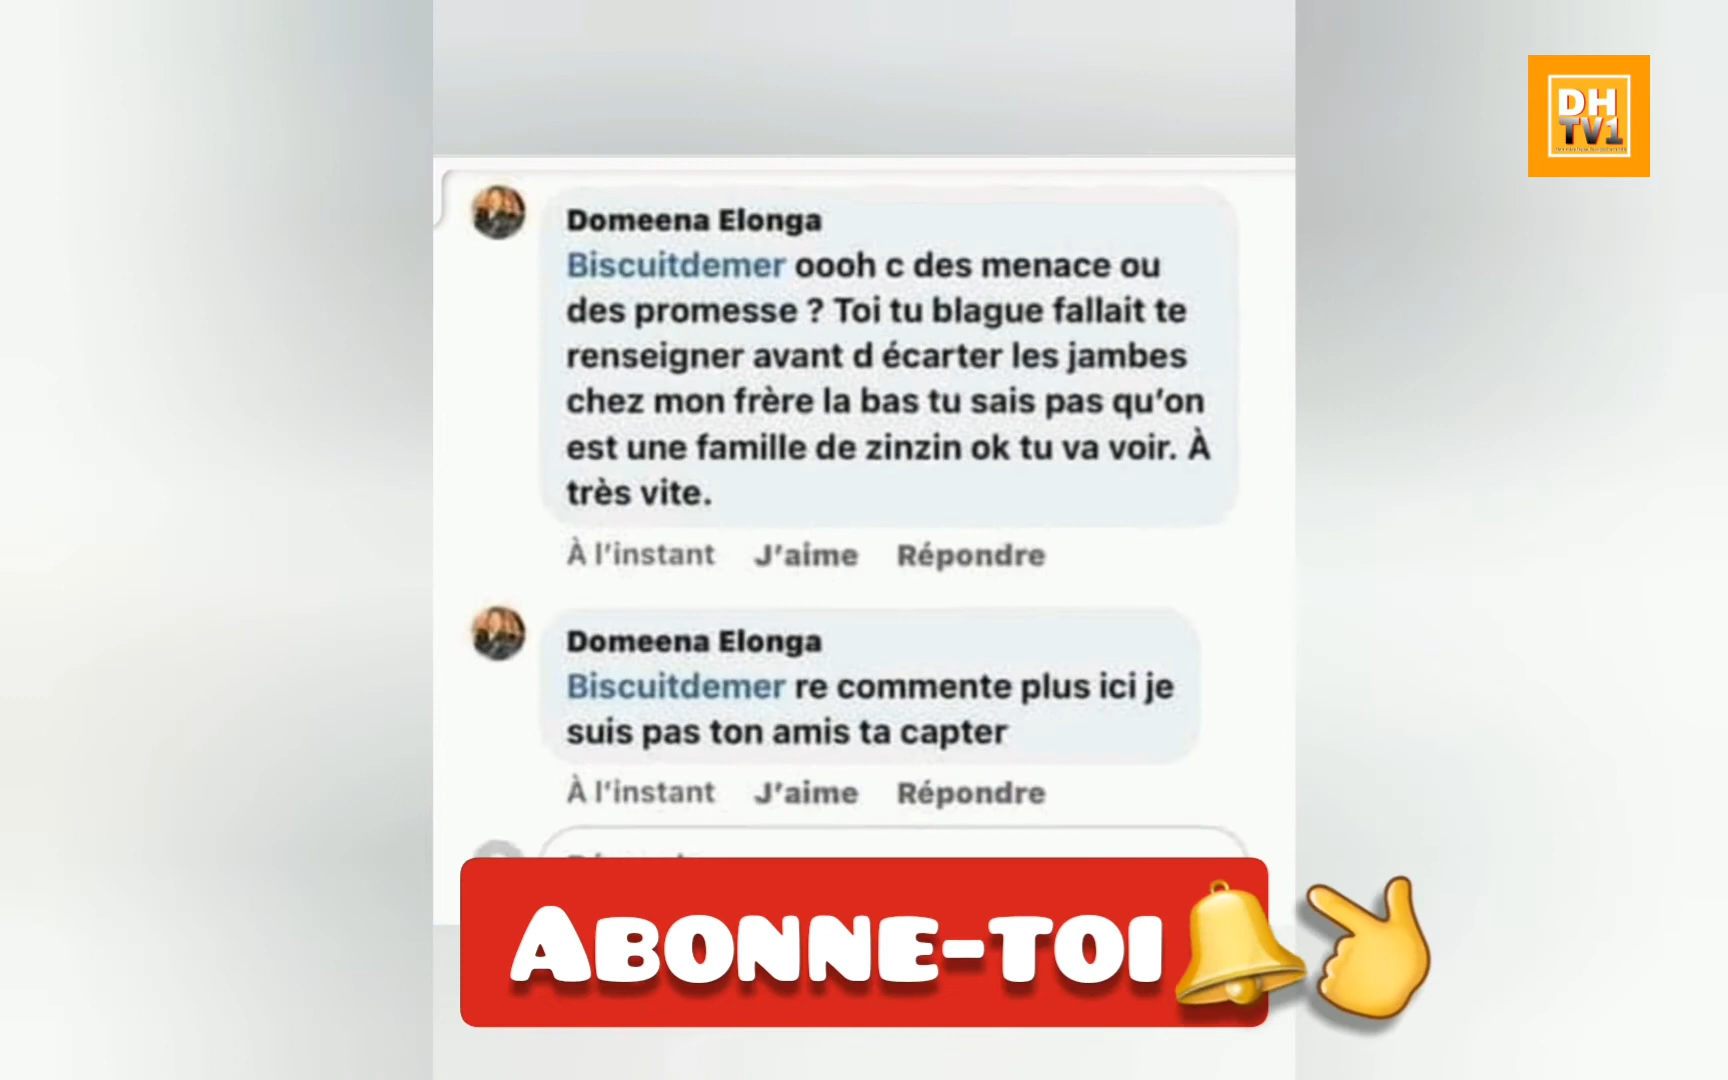 DH
TV1
Domeena Elonga
Biscuitdemer oooh c des menace ou
des promesse ? Toi tu blague fallait te
renseigner avant d écarter les jambes
chez mon frère la bas tu sais pas qu'on
est une famille de zinzin ok tu va voir. À
très vite.
À l'instant J'aime Répondre
Domeena Elonga
Biscuitdemer re commente plus ici je
suis pas ton amis ta capter
À l'instant J'aime Répondre
ABONNE-TOI